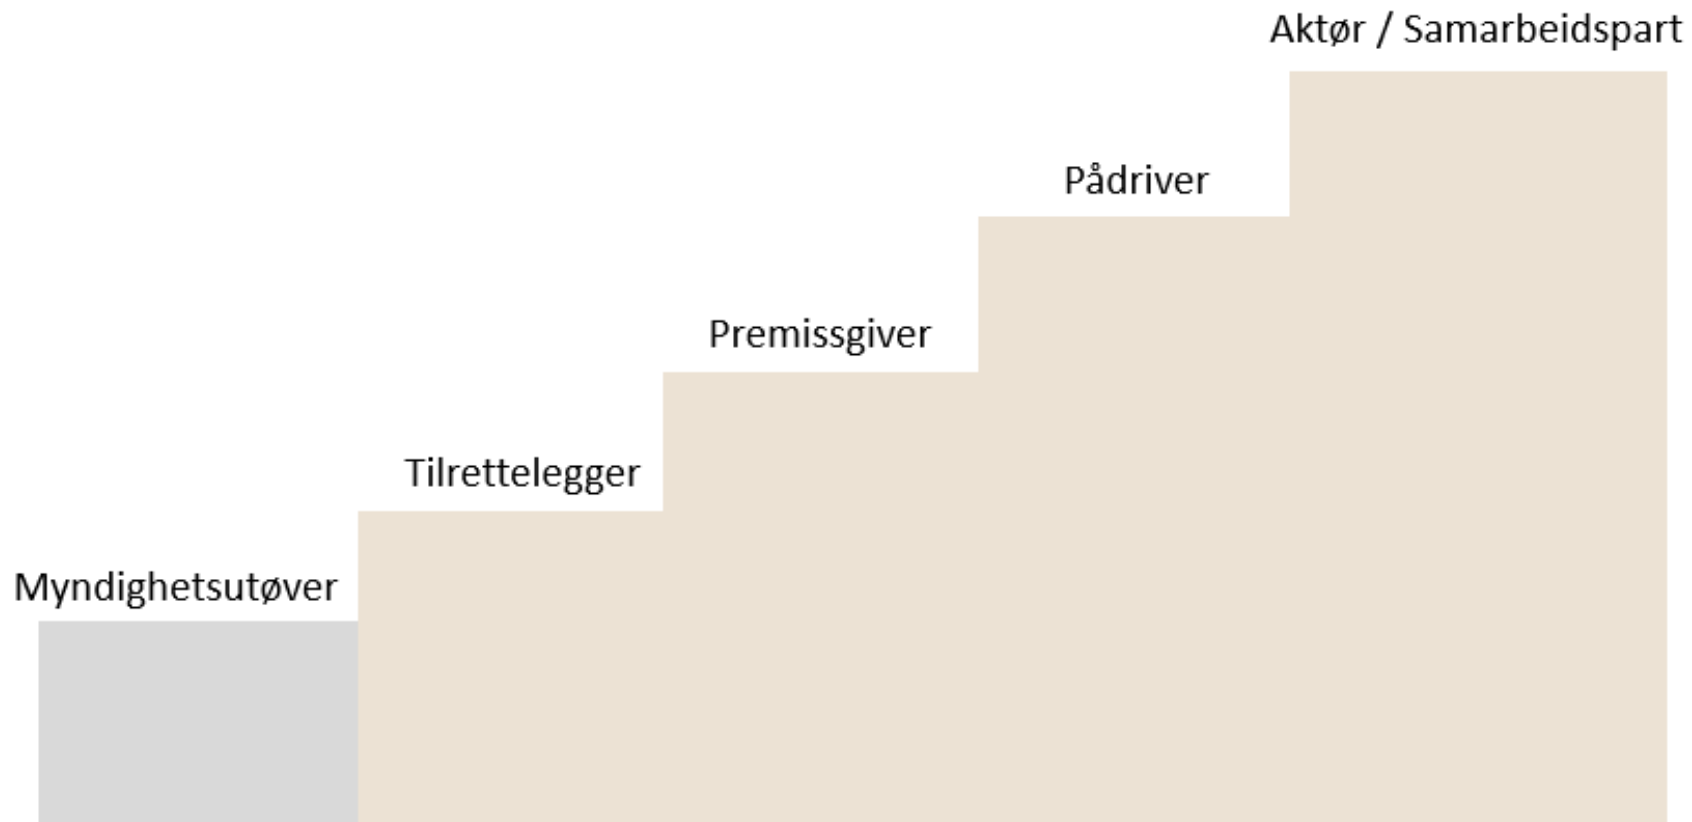 Aktør / Samarbeidspart
Pådriver
Premissgiver
Tilrettelegger
Myndighetsutøver